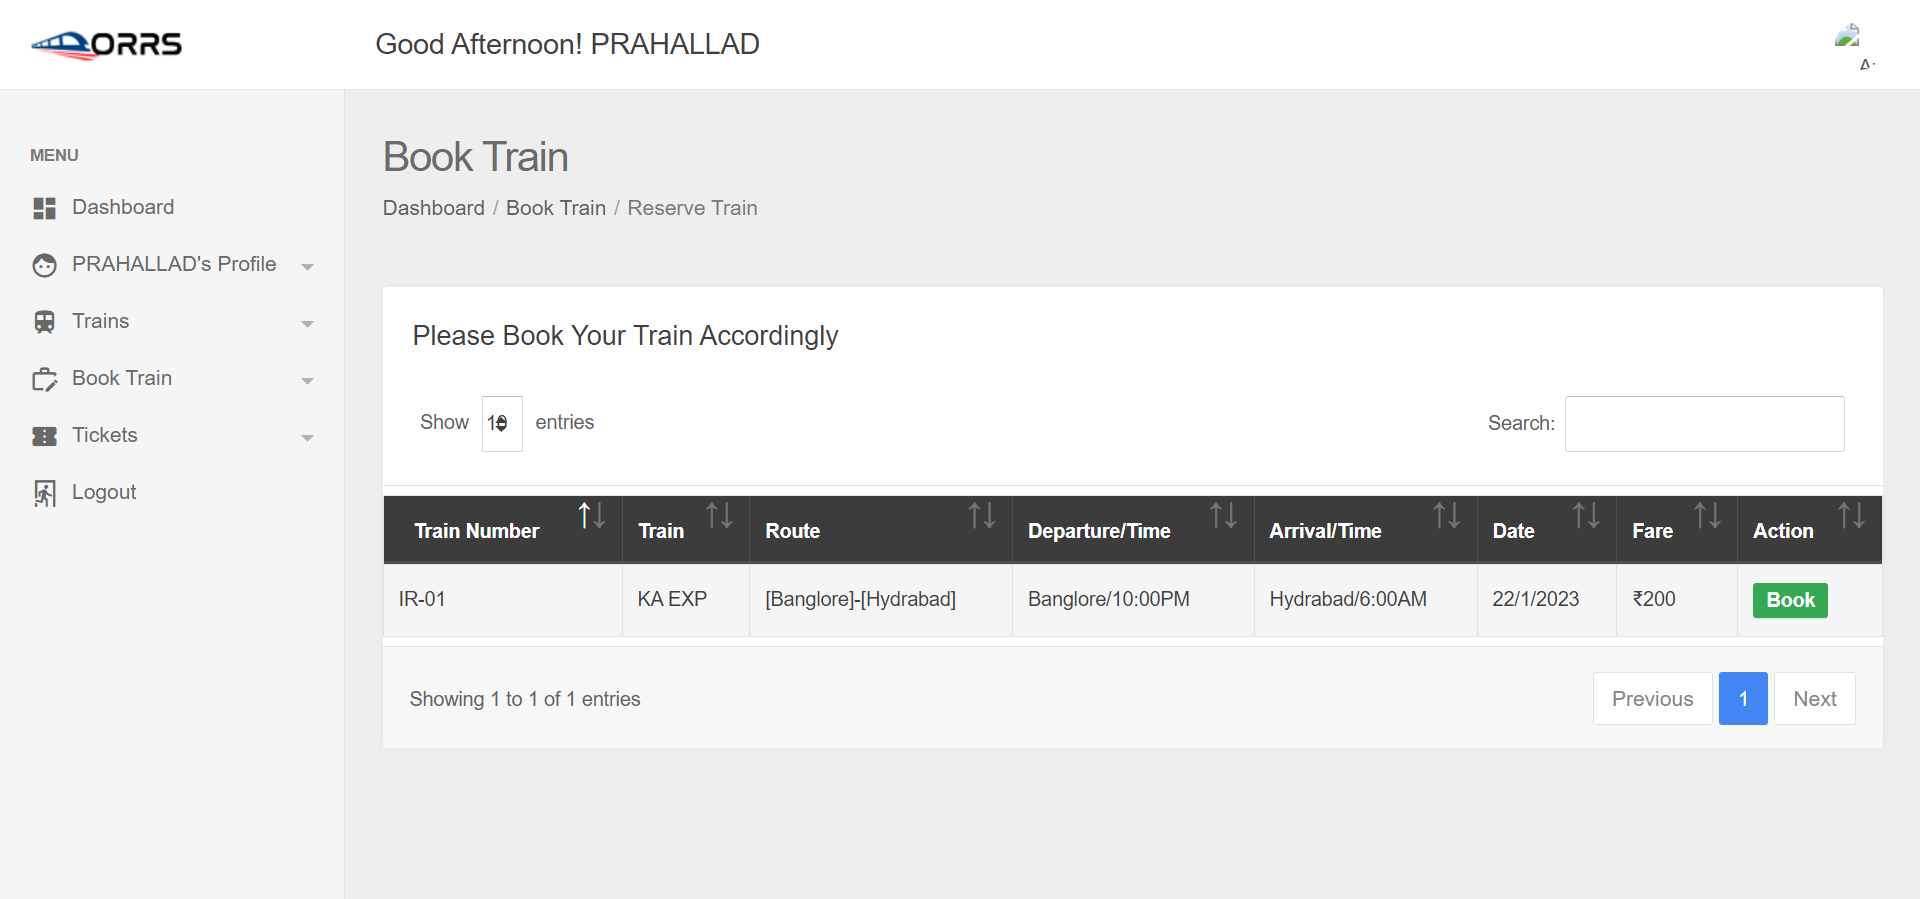 ORRS
Good Afternoon! PRAHALLAD
MENU
Dashboard
PRAHALLAD's Profile
Trains
Book Train
Tickets
Logout
Book Train
Dashboard / Book Train / Reserve Train
Please Book Your Train Accordingly
Show 10 entries
Search:
Train Number Train Route Departure/Time Arrival/Time Date Fare Action
IR-01 KA EXP [Banglore]-[Hydrabad] Banglore/10:00PM Hydrabad/6:00AM 22/1/2023 ₹200 Book
Showing 1 to 1 of 1 entries
Previous 1 Next